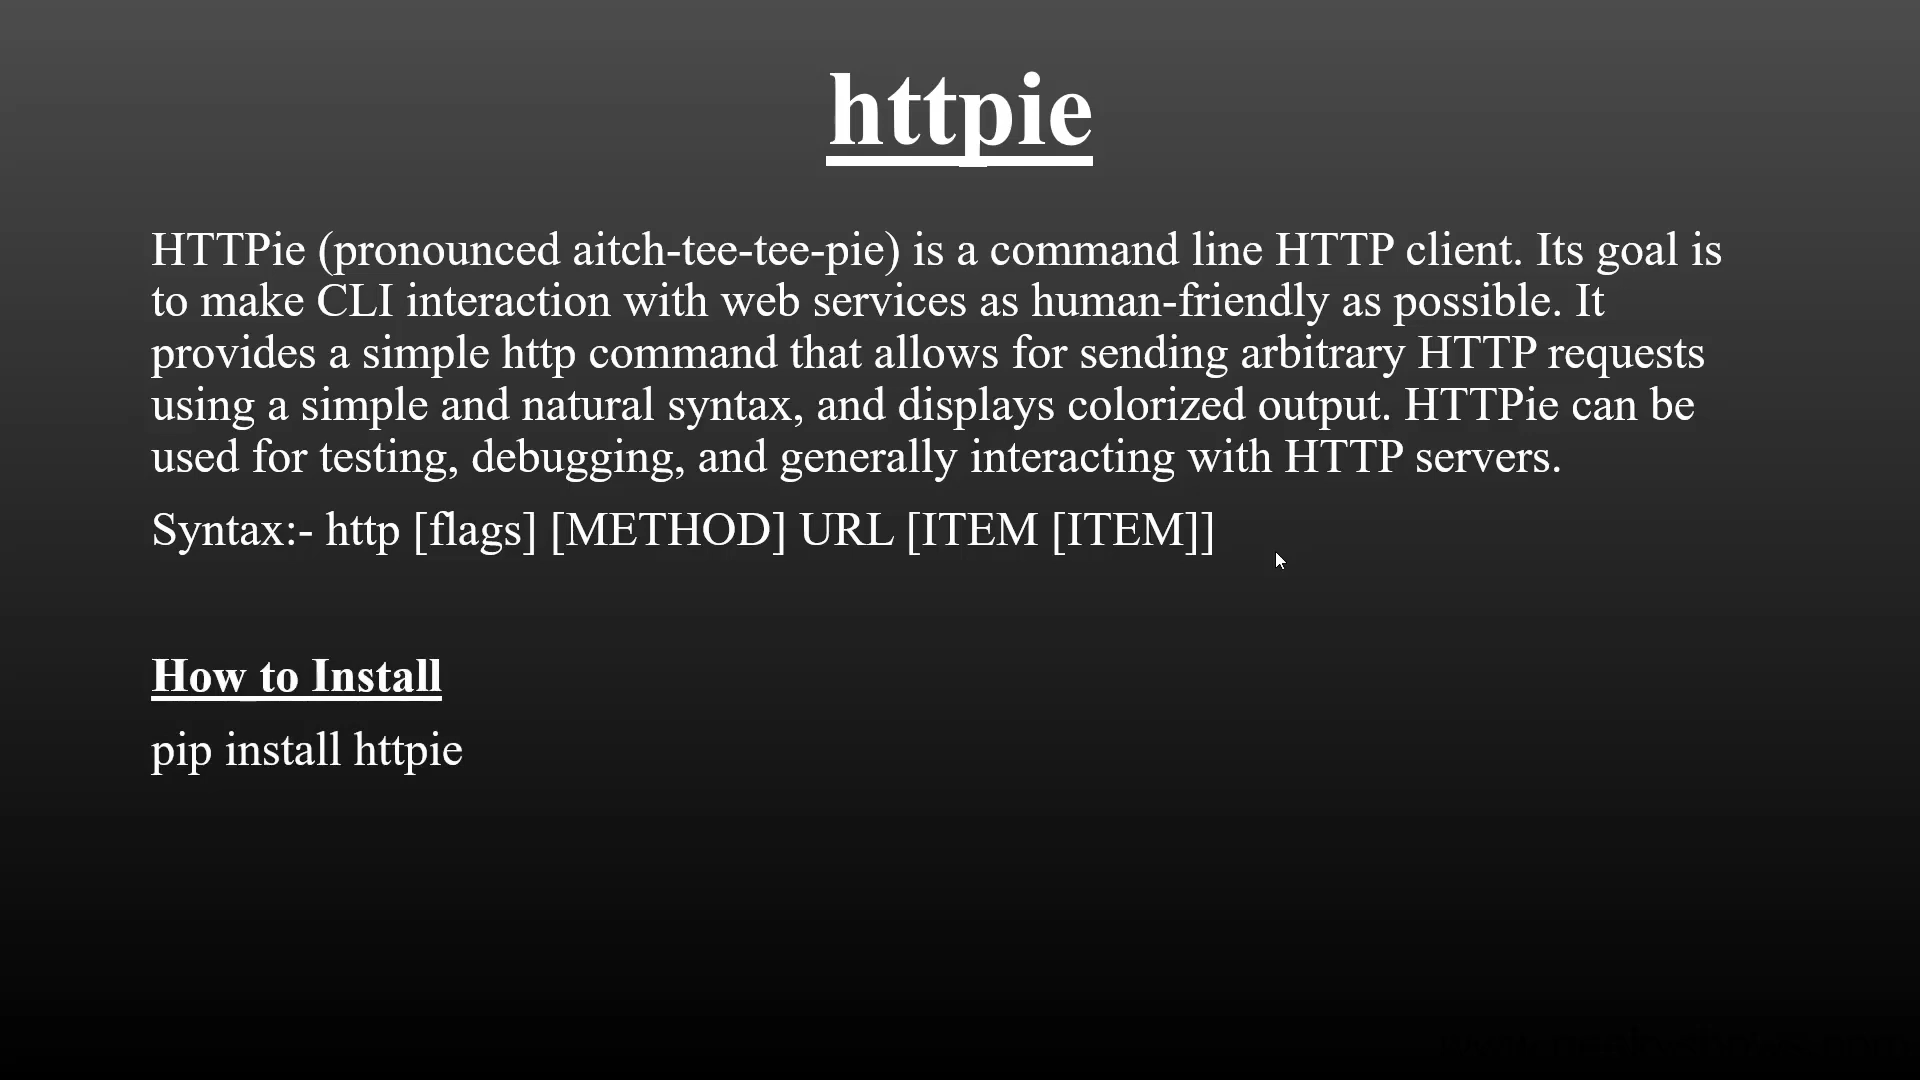 httpie
HTTPie (pronounced aitch-tee-tee-pie) is a command line HTTP client. Its goal is
to make CLI interaction with web services as human-friendly as possible. It
provides a simple http command that allows for sending arbitrary HTTP requests
using a simple and natural syntax, and displays colorized output. HTTPie can be
used for testing, debugging, and generally interacting with HTTP servers.
Syntax:- http [flags] [METHOD] URL [ITEM [ITEM]]
How to Install
pip install httpie